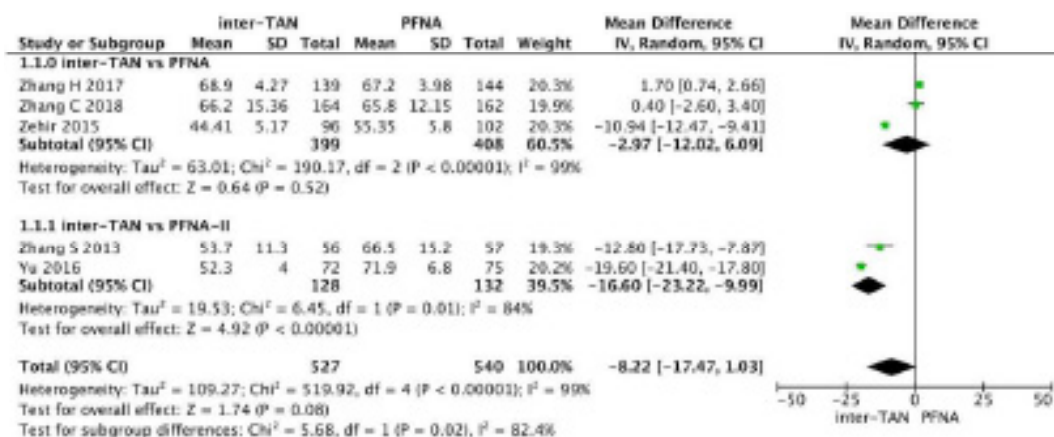 inter-TAN PFNA Mean Difference Mean Difference
Study or Subgroup Mean SD Total Mean SD Total Weight IV, Random, 95% CI IV, Random, 95% CI
1.1.0 inter-TAN vs PFNA
Zhang H 2017 68.9 4.27 139 67.2 3.98 144 20.3% 1.70 [0.74, 2.66]
Zhang C 2018 66.2 15.36 164 65.8 12.15 162 19.9% 0.40 [-2.60, 3.40]
Zehir 2015 44.41 5.17 96 55.35 5.8 102 20.3% -10.94 [-12.47, -9.41]
Subtotal (95% CI) 399 408 60.5% -2.97 [-12.02, 6.09]
Heterogeneity: Tau² = 63.01; Chi² = 190.17, df = 2 (P < 0.00001); I² = 99%
Test for overall effect: Z = 0.64 (P = 0.52)
1.1.1 inter-TAN vs PFNA-II
Zhang S 2013 53.7 11.3 56 66.5 15.2 57 19.3% -12.80 [-17.73, -7.87]
Yu 2016 52.3 4 72 71.9 6.8 75 20.2% -19.60 [-21.40, -17.80]
Subtotal (95% CI) 128 132 39.5% -16.60 [-23.22, -9.99]
Heterogeneity: Tau² = 19.53; Chi² = 6.45, df = 1 (P = 0.01); I² = 84%
Test for overall effect: Z = 4.92 (P < 0.00001)
Total (95% CI) 527 540 100.0% -8.22 [-17.47, 1.03]
Heterogeneity: Tau² = 109.27; Chi² = 519.92, df = 4 (P < 0.00001); I² = 99%
Test for overall effect: Z = 1.74 (P = 0.08)
Test for subgroup differences: Chi² = 5.68, df = 1 (P = 0.02), I² = 82.4%
-50 -25 0 25 50
inter-TAN PFNA